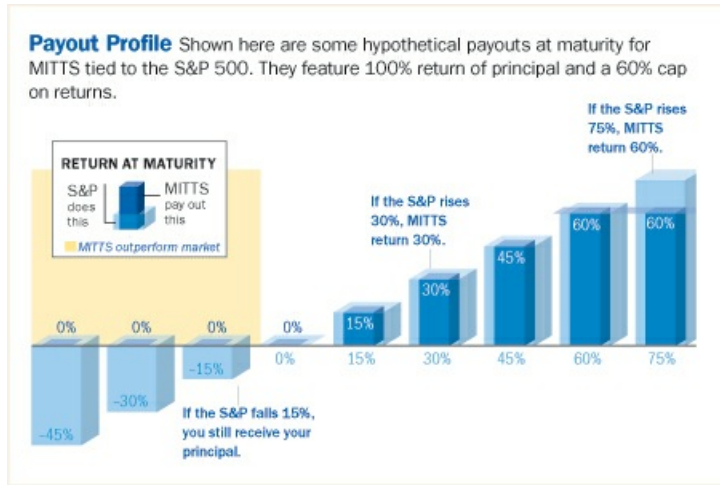 Payout Profile Shown here are some hypothetical payouts at maturity for
MITTS tied to the S&P 500. They feature 100% return of principal and a 60% cap
on returns.
If the S&P rises
75%, MITTS
return 60%.
RETURN AT MATURITY
S&P
does
this
MITTS
pay out
this
MITTS outperform market
If the S&P rises
30%, MITTS
return 30%.
0% 0% 0% 0% 15% 30% 45% 60% 60%
-45% -30% -15% 0% 15% 30% 45% 60% 75%
If the S&P falls 15%,
you still receive your
principal.